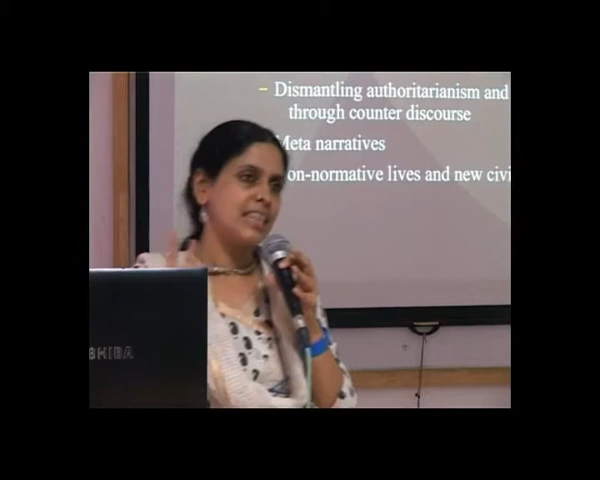 – Dismantling authoritarianism and
through counter discourse
Meta narratives
on-normative lives and new civi
SHIBA